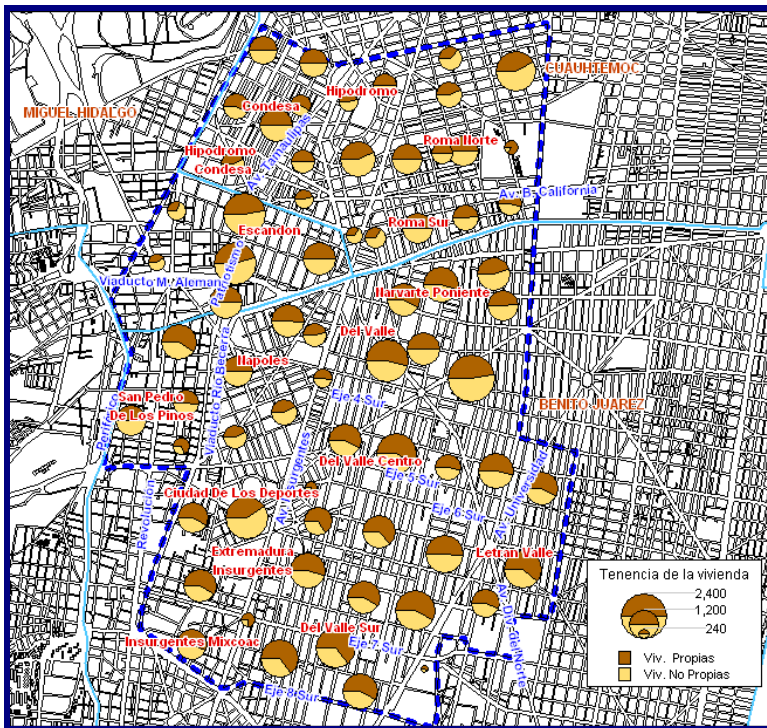 CUAUHTEMOC
Hipodromo
MIGUEL HIDALGO
Condesa
Av. Tamaulipas
Roma Norte
Hipodromo
Condesa
Av. B. California
Roma Sur
Escandon
Patriotismo
Viaducto M. Aleman
Narvarte Poniente
Del Valle
Viaducto Rio Becerra
Napoles
Periferico
San Pedro
De Los Pinos
Eje 4 Sur
BENITO JUAREZ
Av. Insurgentes
Del Valle Centro
Eje 5 Sur
Av. Universidad
Ciudad De Los Deportes
Revolucion
Eje 6 Sur
Extremadura
Insurgentes
Letran Valle
Av. Div. del Norte
Del Valle Sur
Insurgentes Mixcoac
Eje 7 Sur
Eje 8 Sur
Tenencia de la vivienda
2,400
1,200
240
Viv. Propias
Viv. No Propias